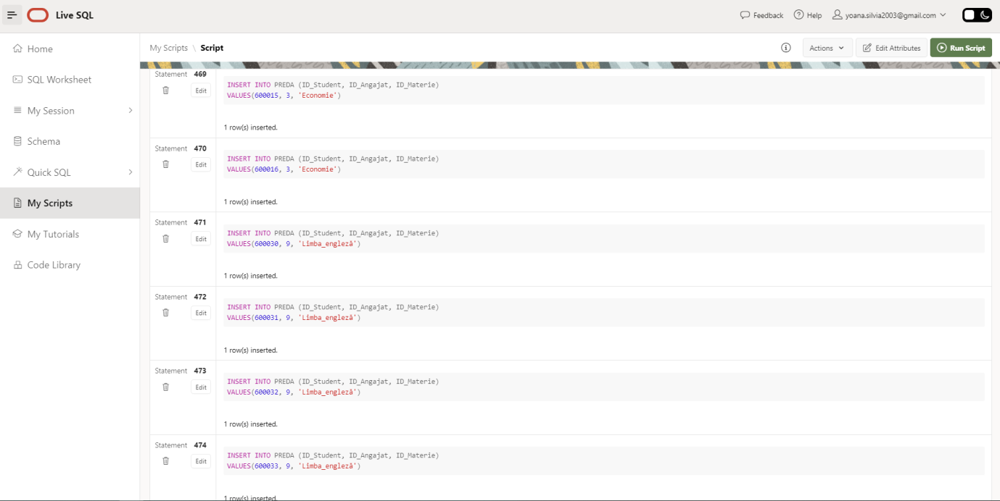 Live SQL
Feedback
Help
yoana.silvia2003@gmail.com
Home
SQL Worksheet
My Session
Schema
Quick SQL
My Scripts
My Tutorials
Code Library
My Scripts \ Script
Actions
Edit Attributes
Run Script
Statement 469
Edit
INSERT INTO PREDA (ID_Student, ID_Angajat, ID_Materie)
VALUES(600015, 3, 'Economie')
1 row(s) inserted.
Statement 470
Edit
INSERT INTO PREDA (ID_Student, ID_Angajat, ID_Materie)
VALUES(600016, 3, 'Economie')
1 row(s) inserted.
Statement 471
Edit
INSERT INTO PREDA (ID_Student, ID_Angajat, ID_Materie)
VALUES(600030, 9, 'Limba_engleză')
1 row(s) inserted.
Statement 472
Edit
INSERT INTO PREDA (ID_Student, ID_Angajat, ID_Materie)
VALUES(600031, 9, 'Limba_engleză')
1 row(s) inserted.
Statement 473
Edit
INSERT INTO PREDA (ID_Student, ID_Angajat, ID_Materie)
VALUES(600032, 9, 'Limba_engleză')
1 row(s) inserted.
Statement 474
Edit
INSERT INTO PREDA (ID_Student, ID_Angajat, ID_Materie)
VALUES(600033, 9, 'Limba_engleză')
1 row(s) inserted.